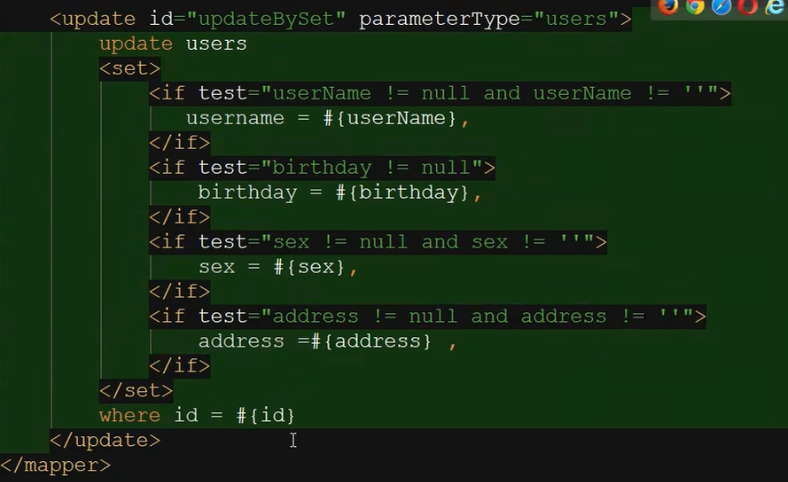 <update id="updateBySet" parameterType="users">
update users
<set>
<if test="userName != null and userName != ''">
username = #{userName},
</if>
<if test="birthday != null">
birthday = #{birthday},
</if>
<if test="sex != null and sex != ''">
sex = #{sex},
</if>
<if test="address != null and address != ''">
address =#{address} ,
</if>
</set>
where id = #{id}
</update>
</mapper>